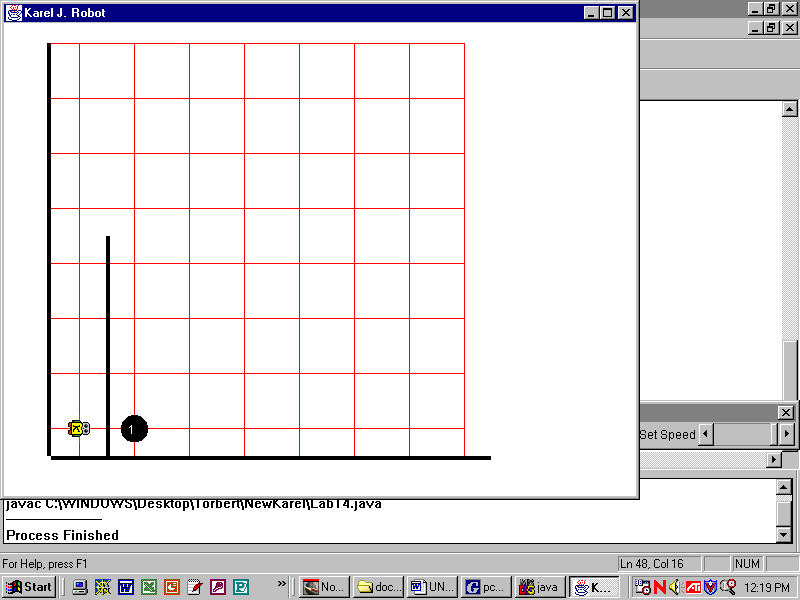 Karel J. Robot
1
Set Speed
javac C:\WINDOWS\Desktop\Torbert\NewKarel\Lab14.java
Process Finished
For Help, press F1
Ln 48, Col 16
NUM
Start
No...
doc...
UN...
pc...
java
K...
12:19 PM